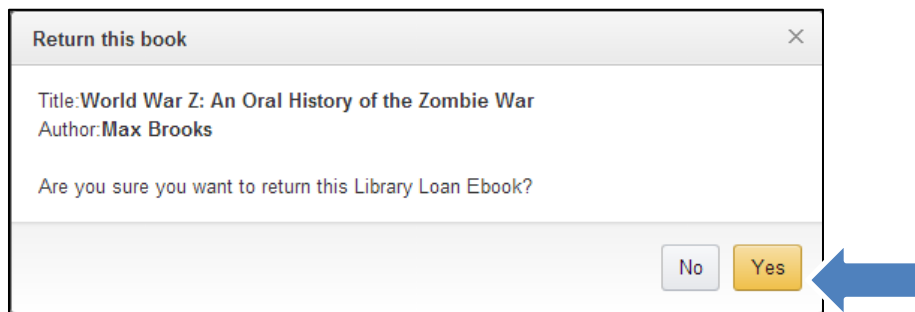 Return this book
Title:World War Z: An Oral History of the Zombie War
Author:Max Brooks
Are you sure you want to return this Library Loan Ebook?
No Yes